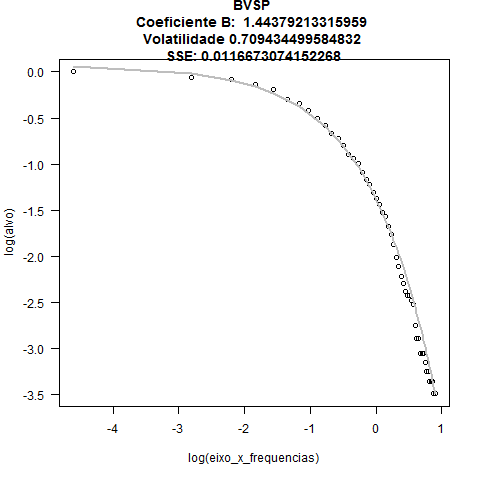 BVSP
Coeficiente B:  1.44379213315959
Volatilidade 0.709434499584832
SSE: 0.0116673074152268
0.0
-0.5
-1.0
-1.5
-2.0
-2.5
-3.0
-3.5
log(alvo)
-4
-3
-2
-1
0
1
log(eixo_x_frequencias)